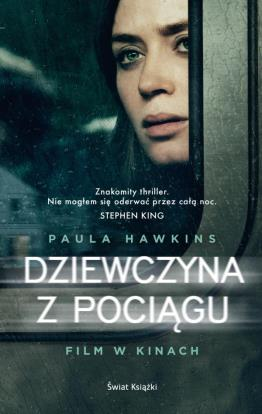 Znakomity thriller.
Nie mogłem się oderwać przez całą noc.
STEPHEN KING
PAULA HAWKINS
DZIEWCZYNA
Z POCIĄGU
FILM W KINACH
Świat Książki